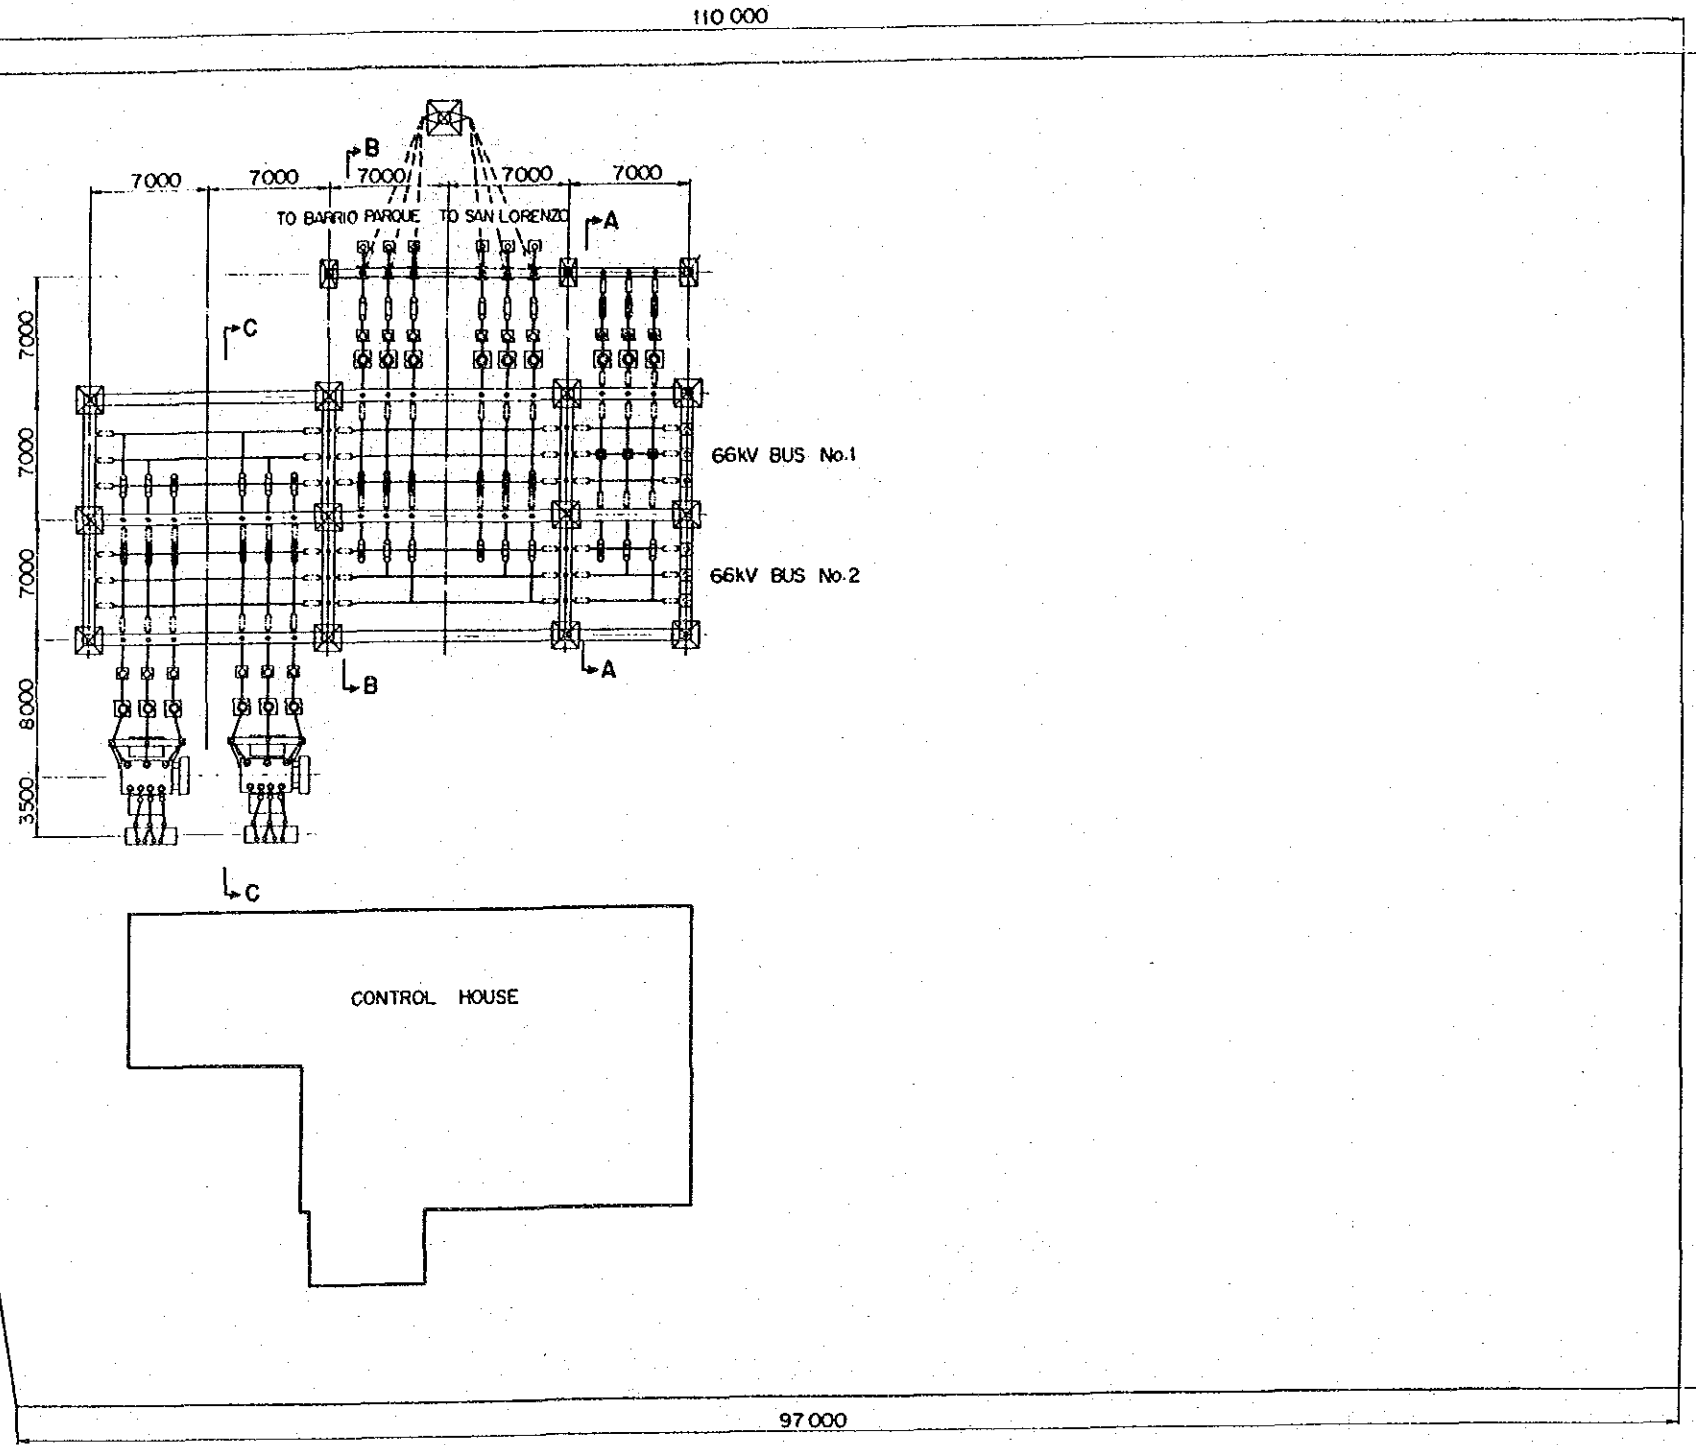 110 000
B
7000 7000 7000 7000 7000
TO BARRIO PARQUE TO SAN LORENZO
A
C
7000
7000
66kV BUS No.1
7000
66kV BUS No.2
A
B
8000
3500
C
CONTROL HOUSE
97 000